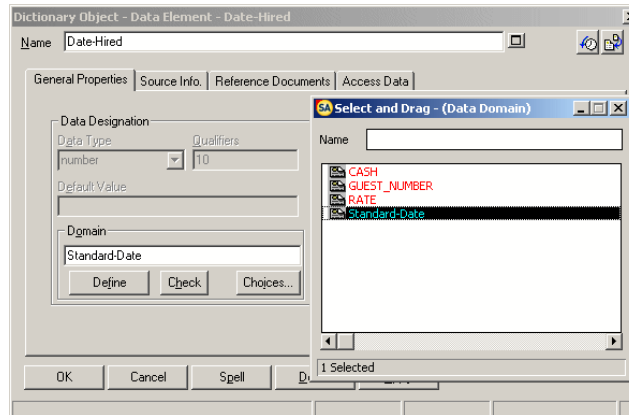 Dictionary Object - Data Element - Date-Hired
Name Date-Hired
General Properties Source Info. Reference Documents Access Data
Data Designation
Data Type Qualifiers
number 10
Default Value
Domain
Standard-Date
Define Check Choices...
OK Cancel Spell
SA Select and Drag - (Data Domain)
Name
CASH
GUEST_NUMBER
RATE
Standard-Date
1 Selected